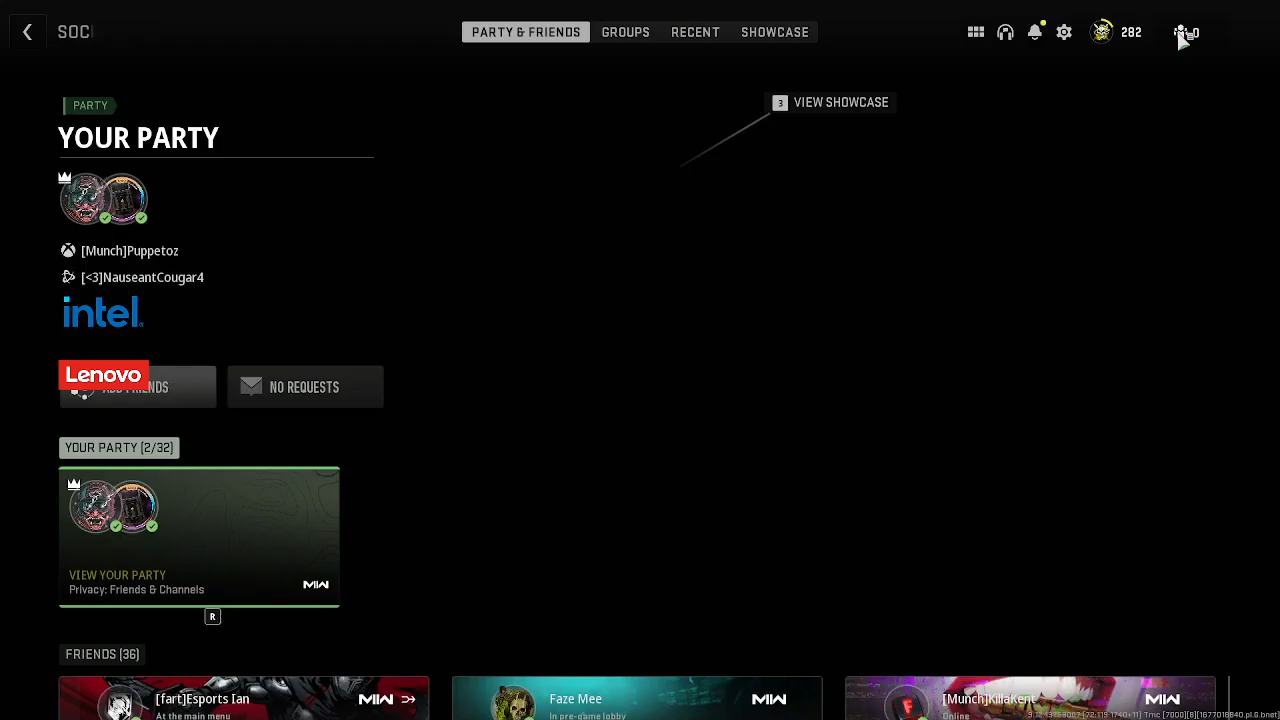 SOCI
PARTY & FRIENDS
GROUPS
RECENT
SHOWCASE
282
0
PARTY
YOUR PARTY
3 VIEW SHOWCASE
[Munch]Puppetoz
[<3]NauseantCougar4
intel
Lenovo
NO REQUESTS
YOUR PARTY (2/32)
VIEW YOUR PARTY
Privacy: Friends & Channels
MW
R
FRIENDS (36)
[fart]Esports Ian
MW
At the main menu
Faze Mee
MW
In pre-game lobby
[Munch]KillaKent
MW
Online